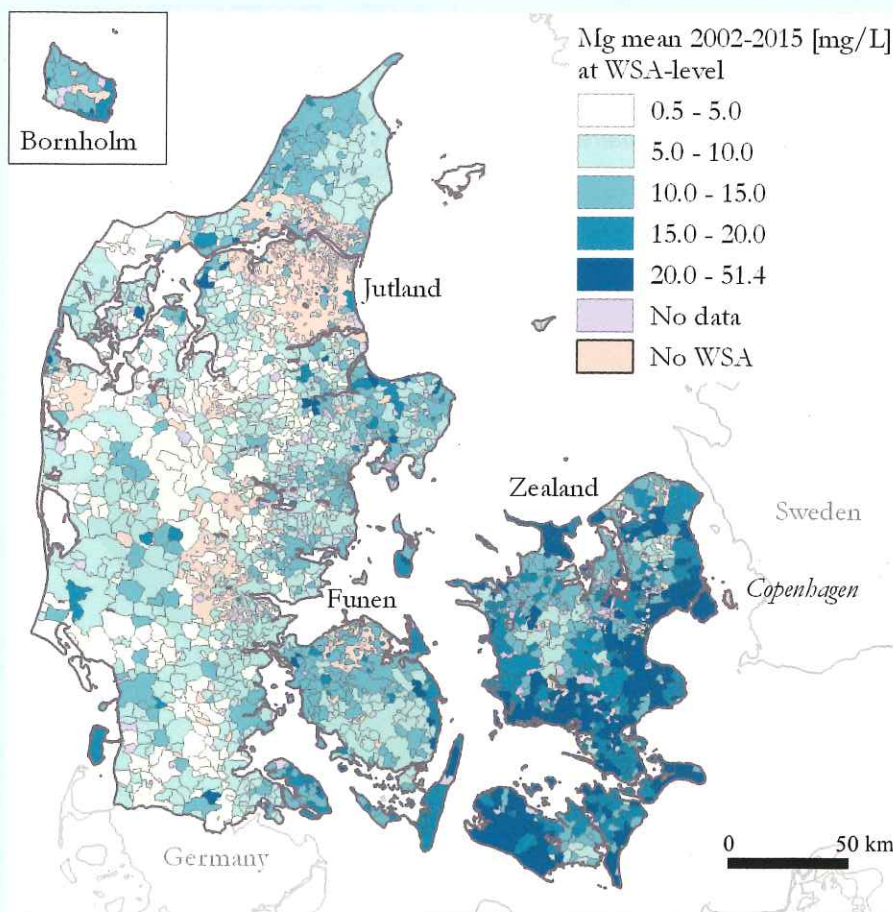 Mg mean 2002-2015 [mg/L]
at WSA-level
0.5 - 5.0
5.0 - 10.0
10.0 - 15.0
15.0 - 20.0
20.0 - 51.4
No data
No WSA
Bornholm
Jutland
Zealand
Sweden
Copenhagen
Funen
Germany
0 50 km